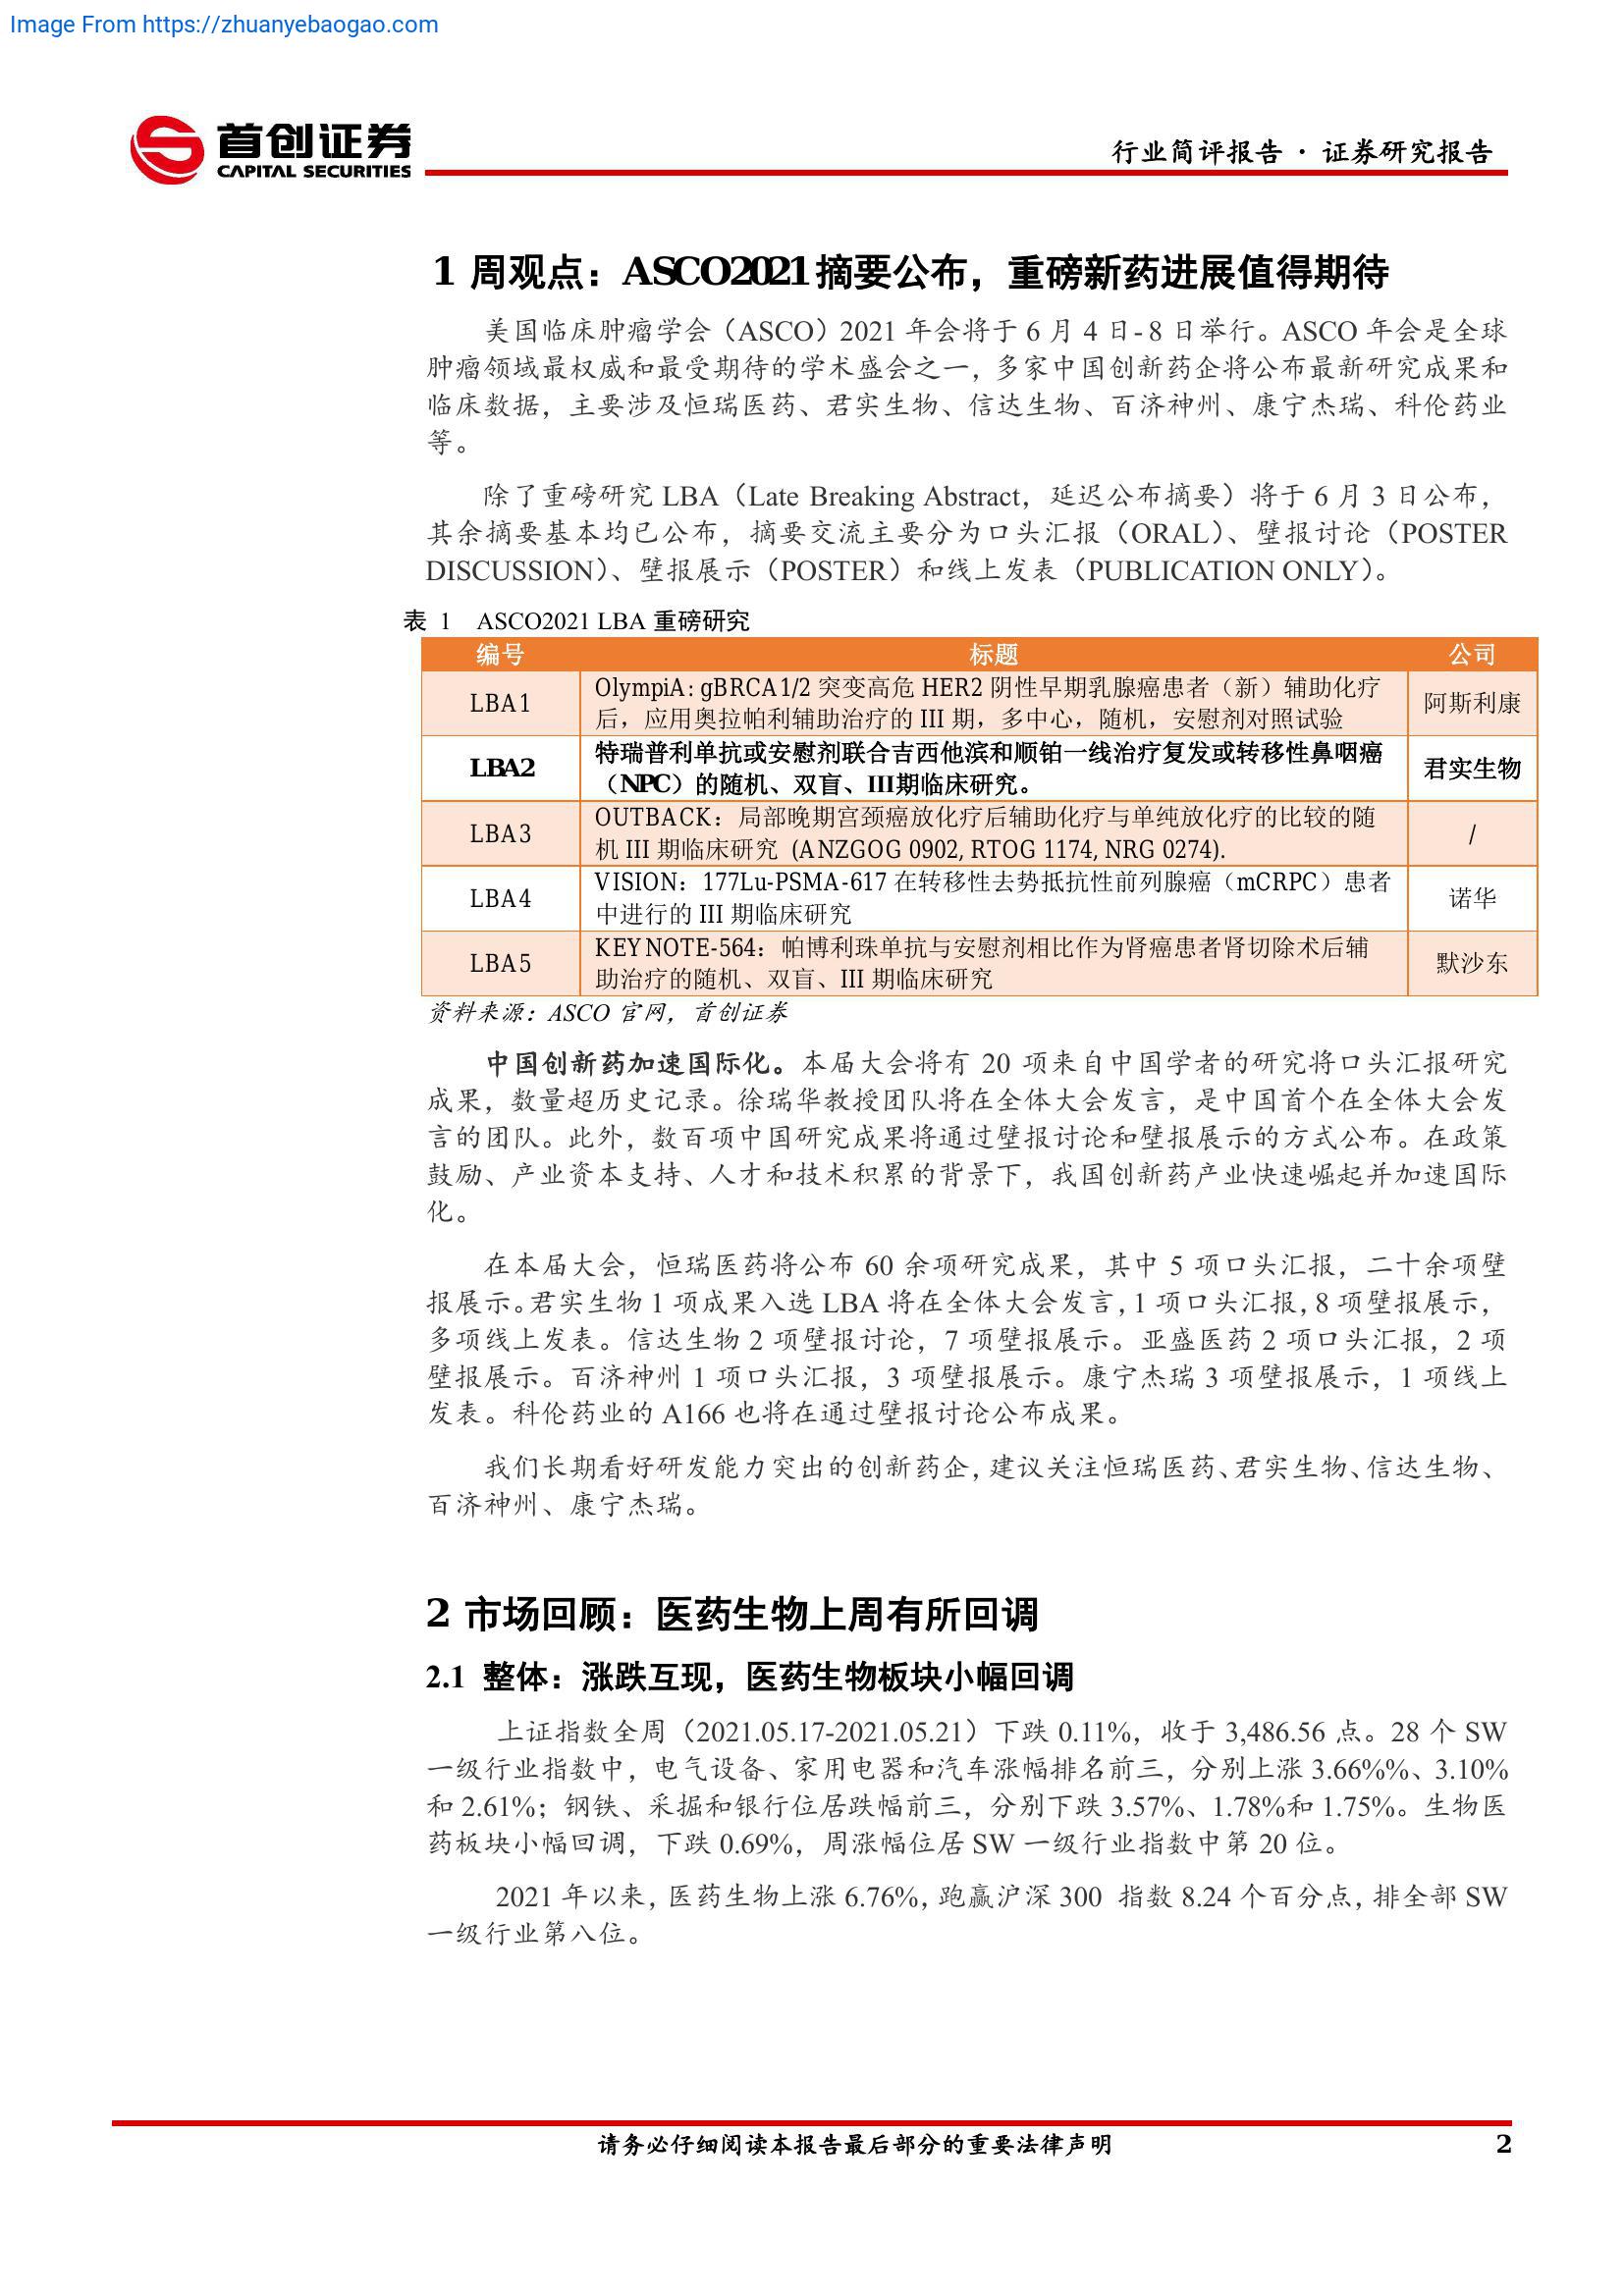 Image From https://zhuanyebaogao.com
首创证券
CAPITAL SECURITIES
行业简评报告 · 证券研究报告
1 周观点：ASCO2021摘要公布，重磅新药进展值得期待
美国临床肿瘤学会（ASCO）2021 年会将于 6 月 4 日-8 日举行。ASCO 年会是全球
肿瘤领域最权威和最受期待的学术盛会之一，多家中国创新药企将公布最新研究成果和
临床数据，主要涉及恒瑞医药、君实生物、信达生物、百济神州、康宁杰瑞、科伦药业
等。
除了重磅研究 LBA（Late Breaking Abstract，延迟公布摘要）将于 6 月 3 日公布，
其余摘要基本均已公布，摘要交流主要分为口头汇报（ORAL）、壁报讨论（POSTER
DISCUSSION）、壁报展示（POSTER）和线上发表（PUBLICATION ONLY）。
表 1 ASCO2021 LBA 重磅研究
编号 标题 公司
LBA1 OlympiA: gBRCA1/2 突变高危 HER2 阴性早期乳腺癌患者（新）辅助化疗
后，应用奥拉帕利辅助治疗的 III 期，多中心，随机，安慰剂对照试验 阿斯利康
LBA2 特瑞普利单抗或安慰剂联合吉西他滨和顺铂一线治疗复发或转移性鼻咽癌
（NPC）的随机、双盲、III期临床研究。 君实生物
LBA3 OUTBACK：局部晚期宫颈癌放化疗后辅助化疗与单纯放化疗的比较的随
机 III 期临床研究 (ANZGOG 0902, RTOG 1174, NRG 0274). /
LBA4 VISION：177Lu-PSMA-617 在转移性去势抵抗性前列腺癌（mCRPC）患者
中进行的 III 期临床研究 诺华
LBA5 KEYNOTE-564：帕博利珠单抗与安慰剂相比作为肾癌患者肾切除术后辅
助治疗的随机、双盲、III 期临床研究 默沙东
资料来源：ASCO 官网，首创证券
中国创新药加速国际化。本届大会将有 20 项来自中国学者的研究将口头汇报研究
成果，数量超历史记录。徐瑞华教授团队将在全体大会发言，是中国首个在全体大会发
言的团队。此外，数百项中国研究成果将通过壁报讨论和壁报展示的方式公布。在政策
鼓励、产业资本支持、人才和技术积累的背景下，我国创新药产业快速崛起并加速国际
化。
在本届大会，恒瑞医药将公布 60 余项研究成果，其中 5 项口头汇报，二十余项壁
报展示。君实生物 1 项成果入选 LBA 将在全体大会发言，1 项口头汇报，8 项壁报展示，
多项线上发表。信达生物 2 项壁报讨论，7 项壁报展示。亚盛医药 2 项口头汇报，2 项
壁报展示。百济神州 1 项口头汇报，3 项壁报展示。康宁杰瑞 3 项壁报展示，1 项线上
发表。科伦药业的 A166 也将在通过壁报讨论公布成果。
我们长期看好研发能力突出的创新药企，建议关注恒瑞医药、君实生物、信达生物、
百济神州、康宁杰瑞。
2 市场回顾：医药生物上周有所回调
2.1 整体：涨跌互现，医药生物板块小幅回调
上证指数全周（2021.05.17-2021.05.21）下跌 0.11%，收于 3,486.56 点。28 个 SW
一级行业指数中，电气设备、家用电器和汽车涨幅排名前三，分别上涨 3.66%%、3.10%
和 2.61%；钢铁、采掘和银行位居跌幅前三，分别下跌 3.57%、1.78%和 1.75%。生物医
药板块小幅回调，下跌 0.69%，周涨幅位居 SW 一级行业指数中第 20 位。
2021 年以来，医药生物上涨 6.76%，跑赢沪深 300 指数 8.24 个百分点，排全部 SW
一级行业第八位。
请务必仔细阅读本报告最后部分的重要法律声明 2